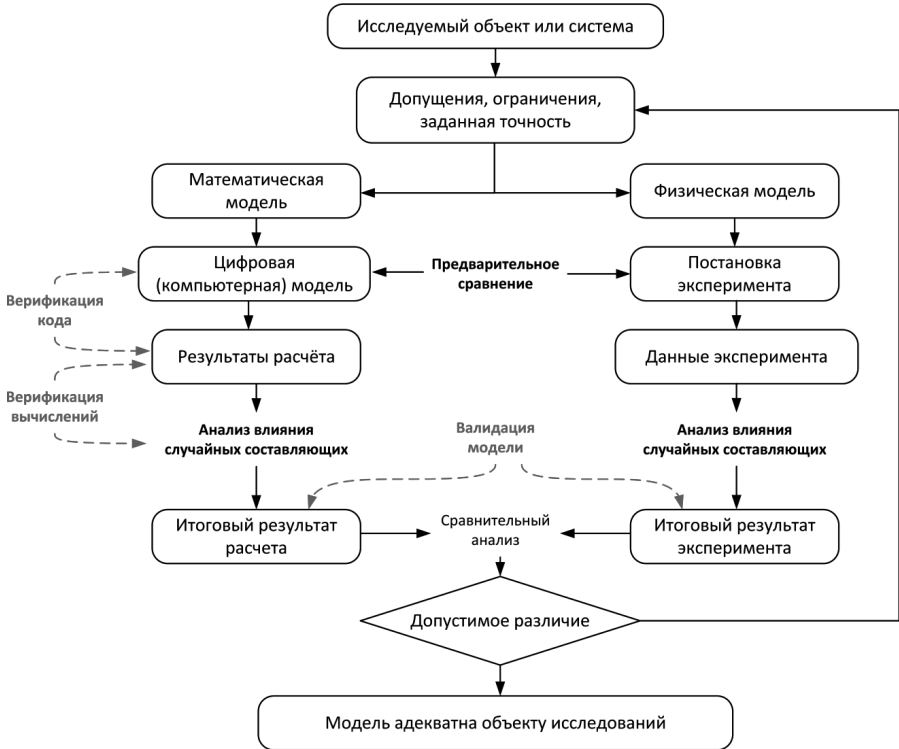 Исследуемый объект или система
Допущения, ограничения,
заданная точность
Математическая
модель
Физическая модель
Цифровая
(компьютерная) модель
Предварительное
сравнение
Постановка
эксперимента
Верификация
кода
Результаты расчёта
Данные эксперимента
Верификация
вычислений
Анализ влияния
случайных составляющих
Валидация
модели
Анализ влияния
случайных составляющих
Итоговый результат
расчета
Сравнительный
анализ
Итоговый результат
эксперимента
Допустимое различие
Модель адекватна объекту исследований